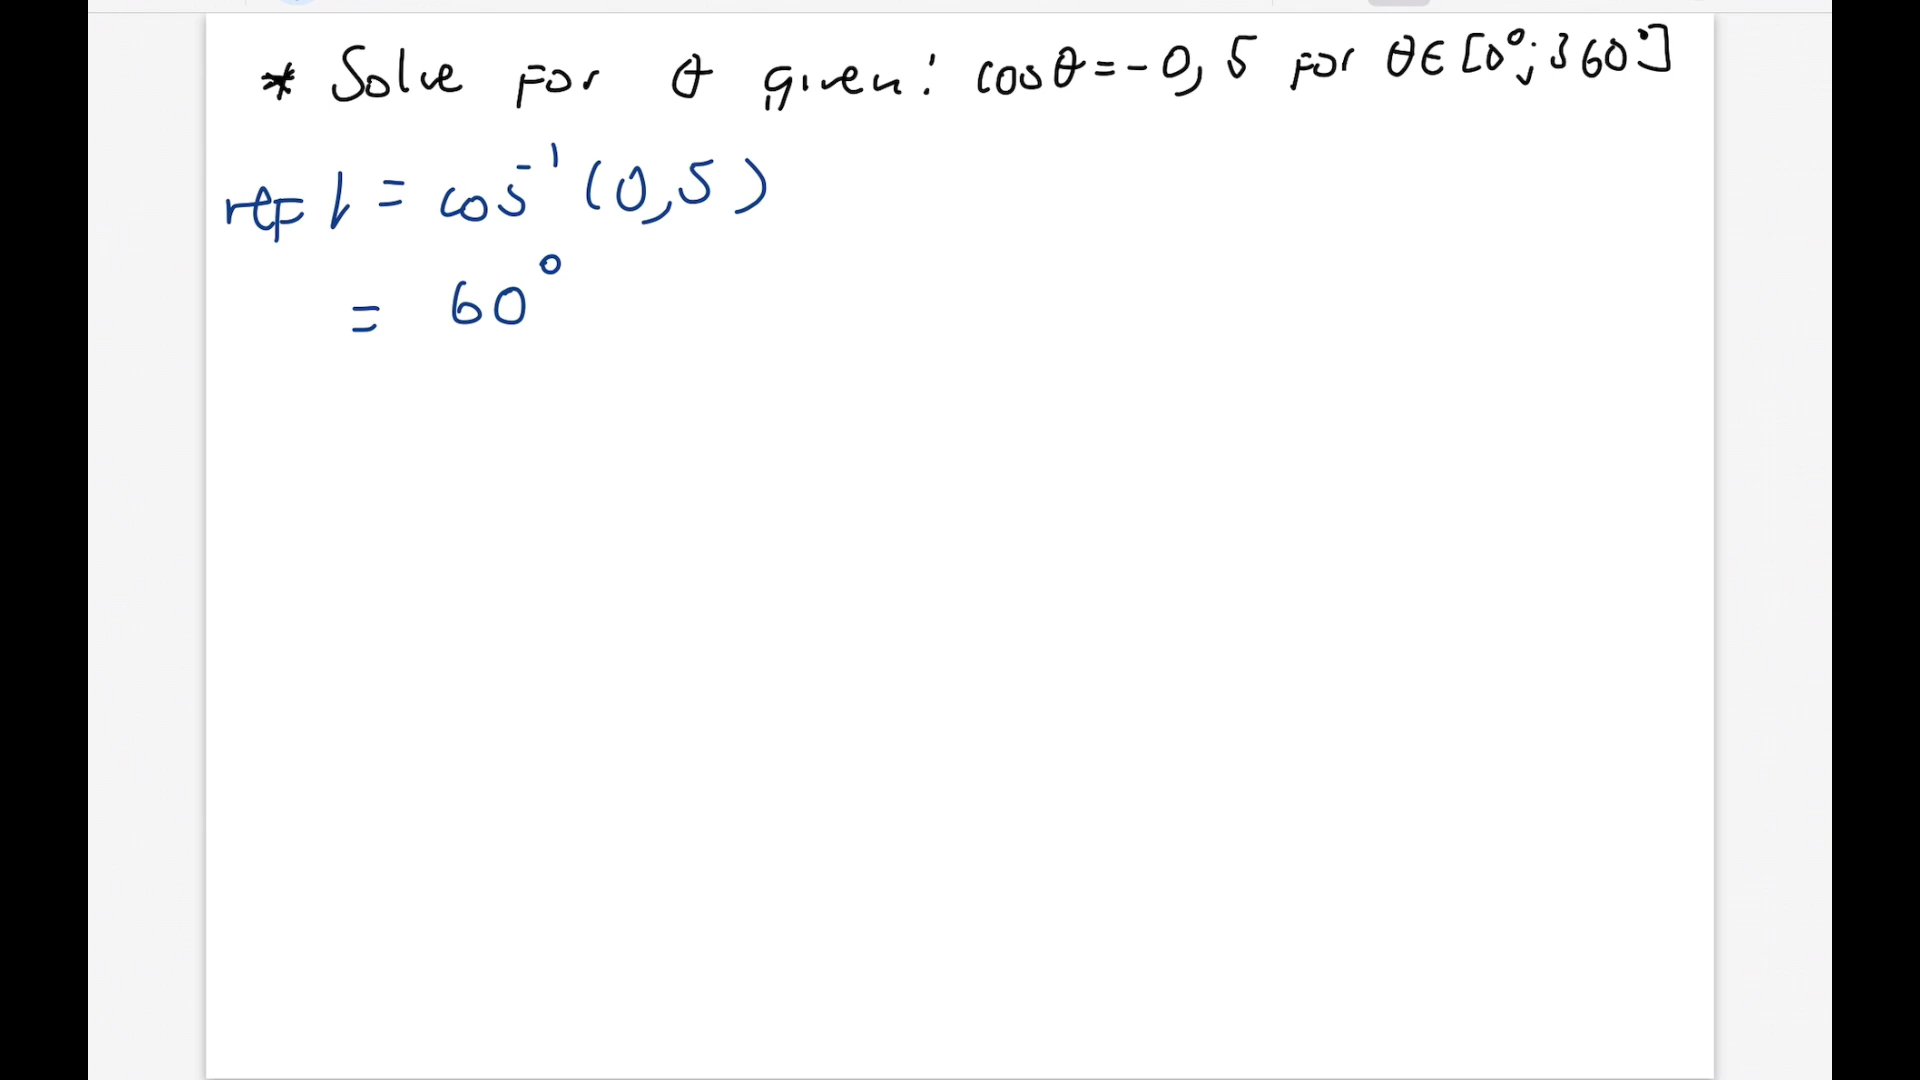 * Solve for θ given: cosθ = -0,5 for θ∈[0°; 360°]
ref ∠ = cos⁻¹(0,5)
= 60°